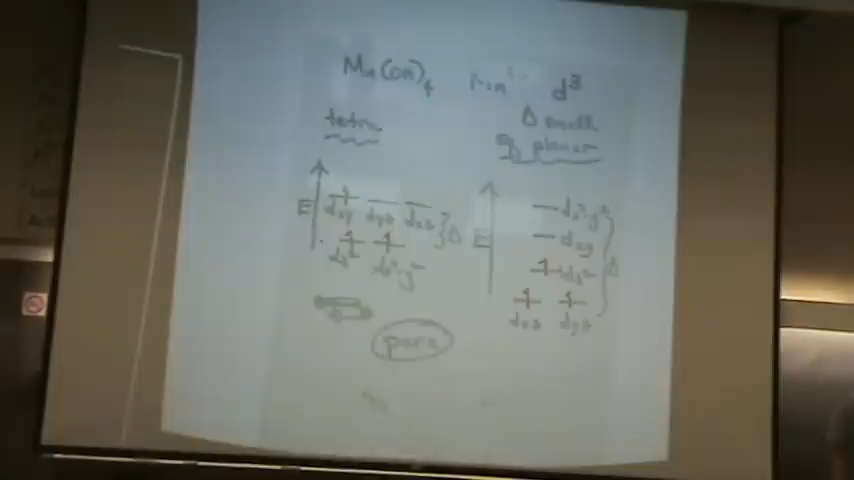 Mn(OH)4 d3
Δ small
tetra
sq planar
E
dxy dyz dxz } Δ
dz2 dx2-y2
E
dx2-y2
dxy
dz2
Δ
dxz dyz
para